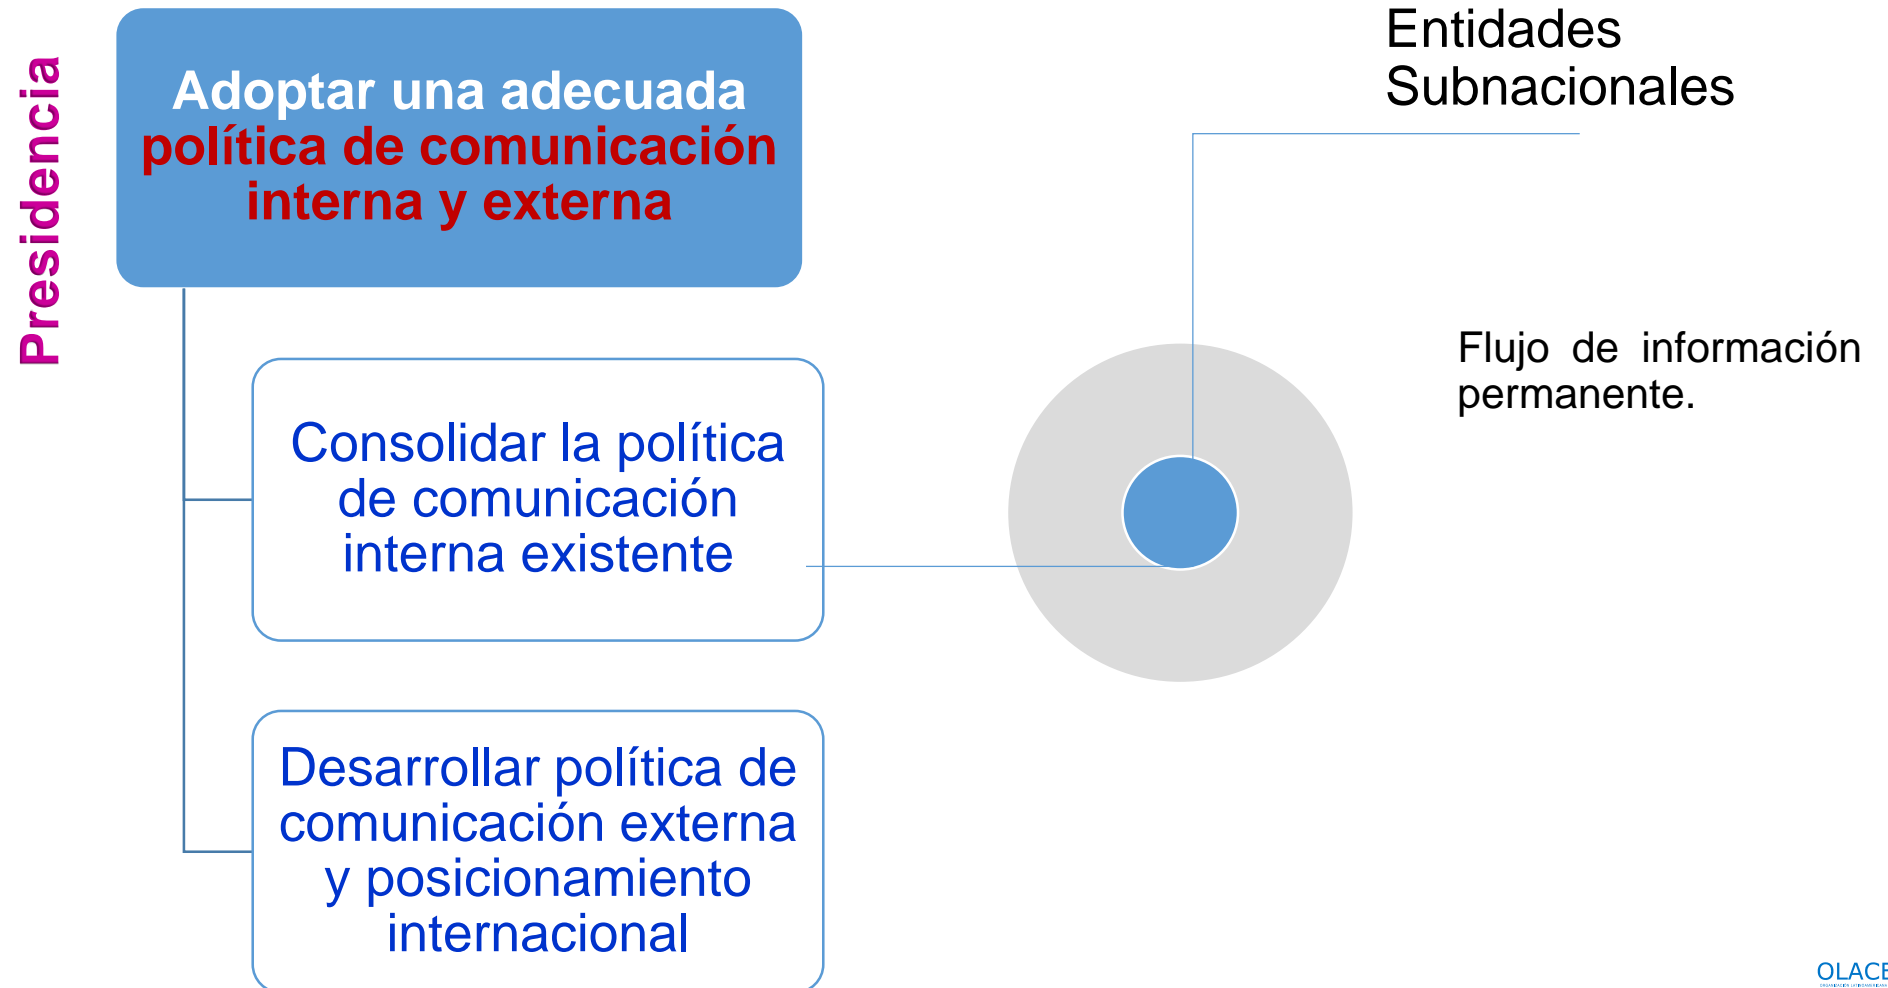 Presidencia
Adoptar una adecuada
política de comunicación
interna y externa
Consolidar la política
de comunicación
interna existente
Desarrollar política de
comunicación externa
y posicionamiento
internacional
Entidades
Subnacionales
Flujo de información
permanente.